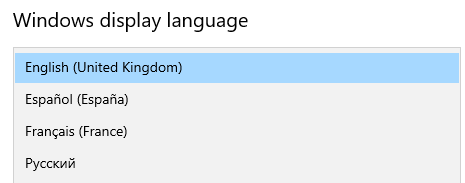 Windows display language
English (United Kingdom)
Español (España)
Français (France)
Русский